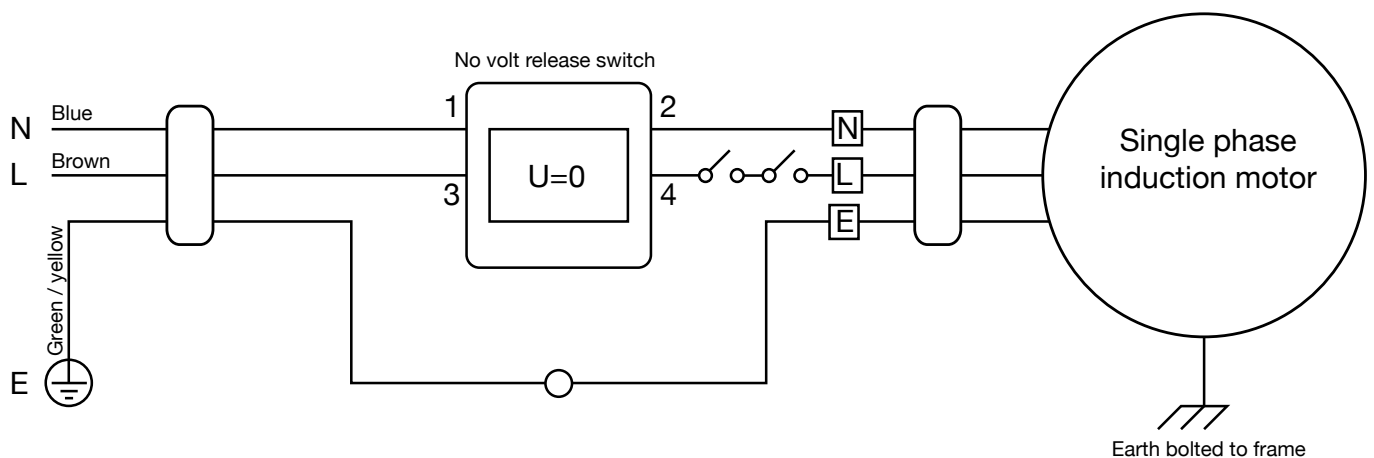 No volt release switch
N Blue 1 2 N
L Brown 3 U=0 4 L
E
Green / yellow
E
Single phase
induction motor
Earth bolted to frame